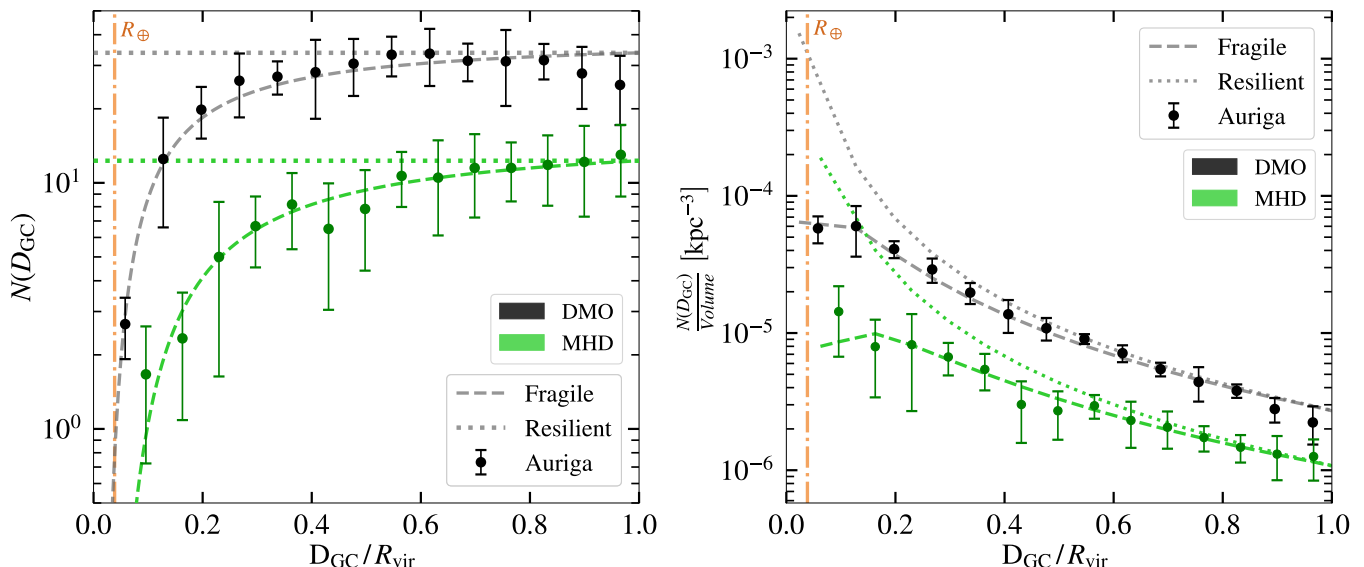 R⊕
10¹
10⁰
N(D_GC)
DMO
MHD
Fragile
Resilient
Auriga
0.0 0.2 0.4 0.6 0.8 1.0
D_GC/R_vir
R⊕
Fragile
Resilient
Auriga
DMO
MHD
10⁻³
10⁻⁴
10⁻⁵
10⁻⁶
N(D_GC)/Volume [kpc⁻³]
0.0 0.2 0.4 0.6 0.8 1.0
D_GC/R_vir